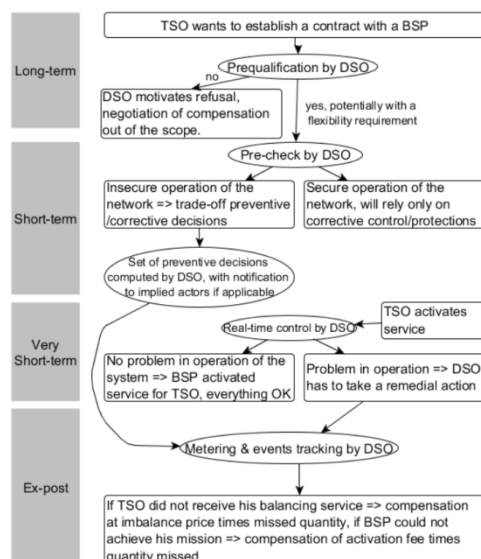 TSO wants to establish a contract with a BSP
Long-term
Prequalification by DSO
no
DSO motivates refusal,
negotiation of compensation
out of the scope.
yes, potentially with a
flexibility requirement
Pre-check by DSO
Short-term
Insecure operation of the
network => trade-off preventive
/corrective decisions
Secure operation of the
network, will rely only on
corrective control/protections
Set of preventive decisions
computed by DSO, with notification
to implied actors if applicable
Very
Short-term
TSO activates
service
Real-time control by DSO
No problem in operation of the
system => BSP activated
service for TSO, everything OK
Problem in operation => DSO
has to take a remedial action
Ex-post
Metering & events tracking by DSO
If TSO did not receive his balancing service => compensation
at imbalance price times missed quantity, if BSP could not
achieve his mission => compensation of activation fee times
quantity missed